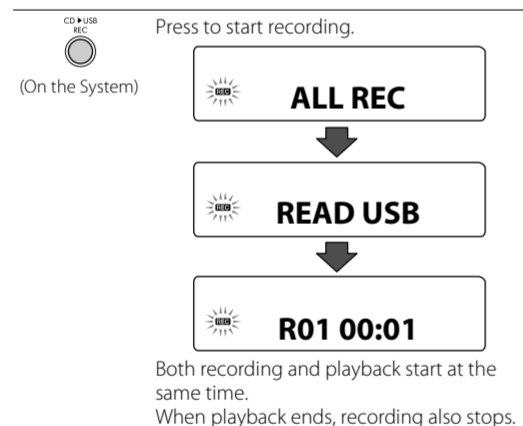 CD ▶ USB
REC
Press to start recording.
(On the System)
REC ALL REC
REC READ USB
REC R01 00:01
Both recording and playback start at the
same time.
When playback ends, recording also stops.